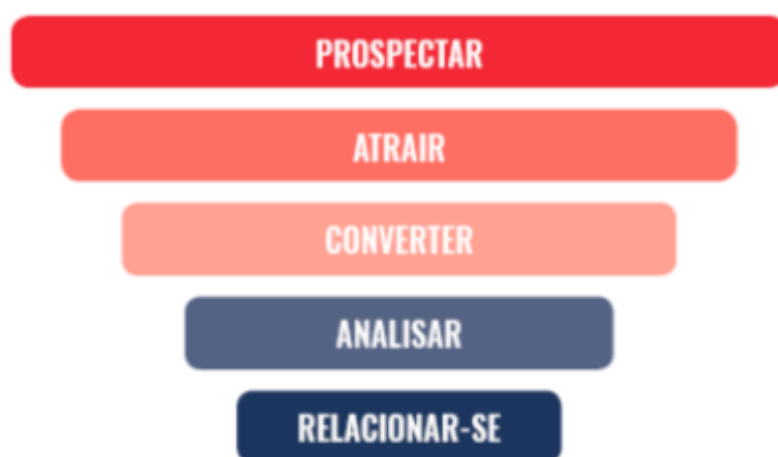 PROSPECTAR
ATRAIR
CONVERTER
ANALISAR
RELACIONAR-SE